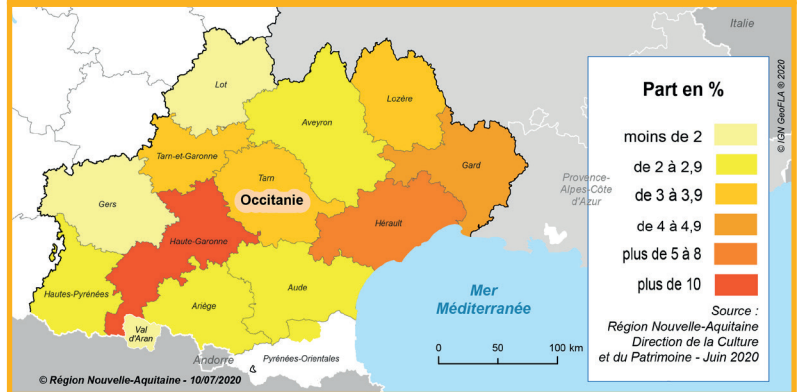 Italie
Lot
Aveyron
Lozère
Tarn-et-Garonne
Gard
Tarn
Provence-
Alpes-Côte
d'Azur
Gers
Occitanie
Hérault
Haute-Garonne
Hautes-Pyrénées
Ariège
Aude
Mer
Méditerranée
Val
d'Aran
Andorre
Pyrénées-Orientales
0 50 100 km
© Région Nouvelle-Aquitaine - 10/07/2020
Part en %
moins de 2
de 2 à 2,9
de 3 à 3,9
de 4 à 4,9
plus de 5 à 8
plus de 10
Source :
Région Nouvelle-Aquitaine
Direction de la Culture
et du Patrimoine - Juin 2020
© IGN GeoFLA ® 2020